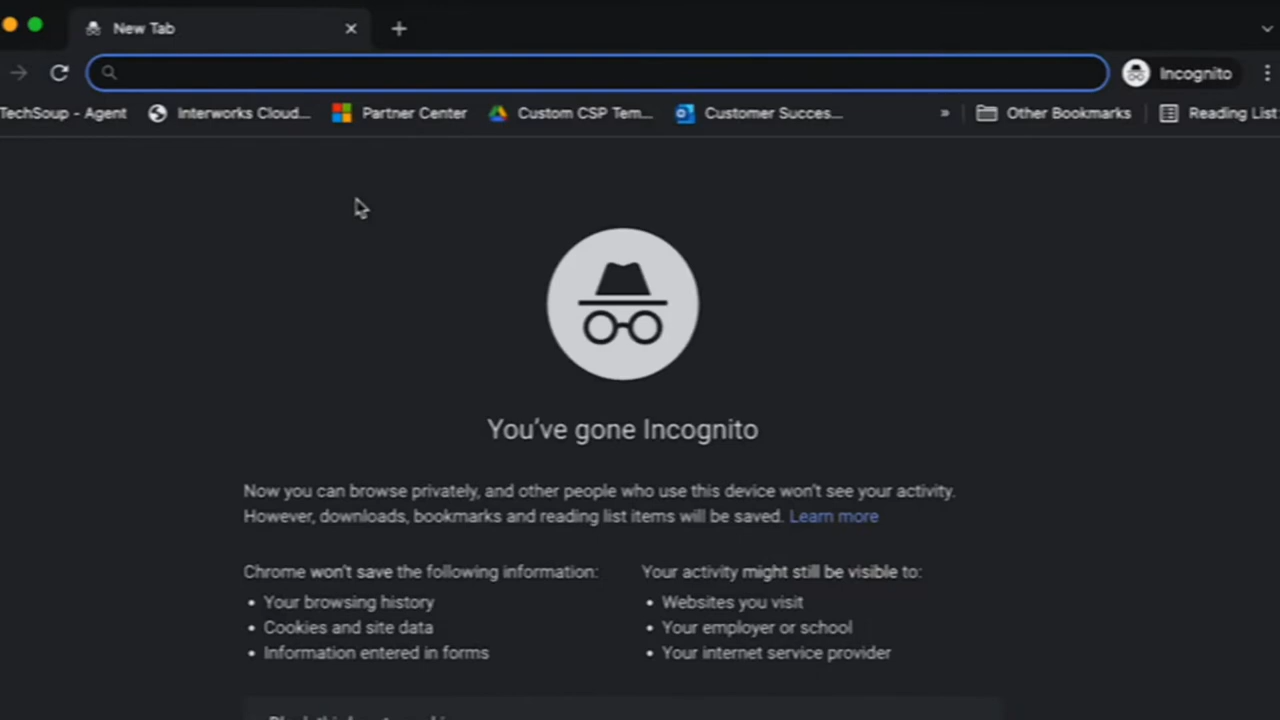 New Tab
Incognito
TechSoup - Agent Interworks Cloud... Partner Center Custom CSP Tem... Customer Succes... » Other Bookmarks Reading List
You've gone Incognito
Now you can browse privately, and other people who use this device won't see your activity.
However, downloads, bookmarks and reading list items will be saved. Learn more
Chrome won't save the following information:
• Your browsing history
• Cookies and site data
• Information entered in forms
Your activity might still be visible to:
• Websites you visit
• Your employer or school
• Your internet service provider